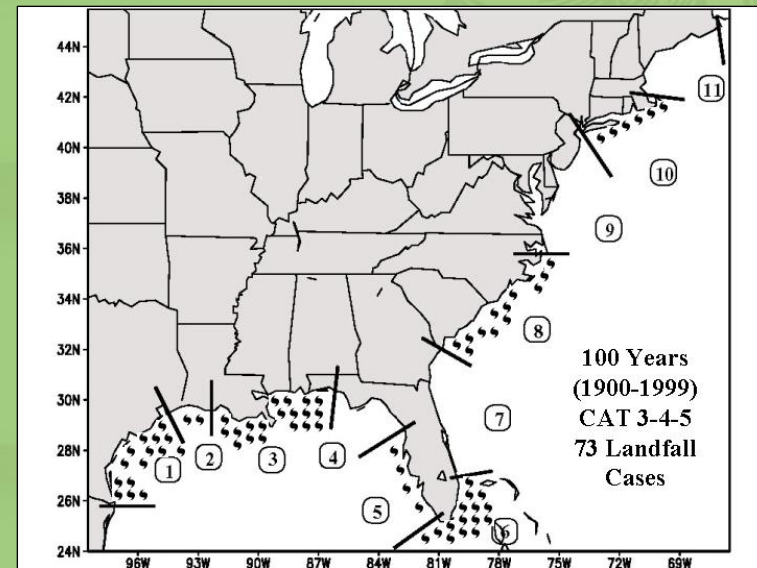 44N
42N
40N
38N
36N
34N
32N
30N
28N
26N
24N
11
10
9
8
7
1
2
3
4
5
6
100 Years
(1900-1999)
CAT 3-4-5
73 Landfall
Cases
96W 93W 90W 87W 84W 81W 78W 75W 72W 69W